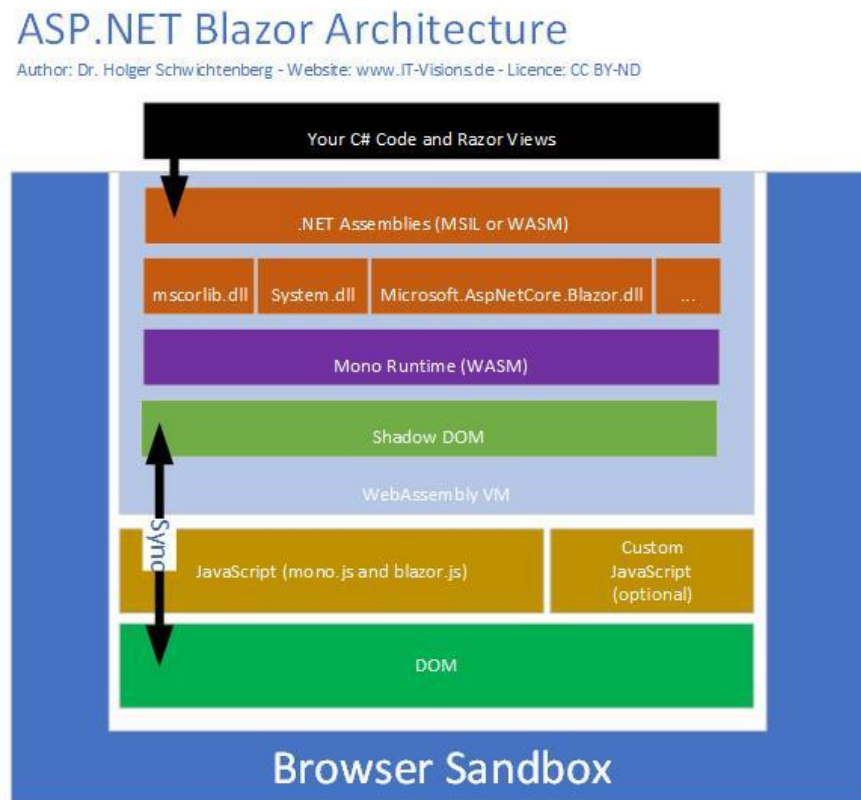 ASP.NET Blazor Architecture
Author: Dr. Holger Schwichtenberg - Website: www.IT-Visions.de - Licence: CC BY-ND
Your C# Code and Razor Views
.NET Assemblies (MSIL or WASM)
mscorlib.dll System.dll Microsoft.AspNetCore.Blazor.dll ...
Mono Runtime (WASM)
Shadow DOM
WebAssembly VM
Sync
JavaScript (mono.js and blazor.js)
Custom
JavaScript
(optional)
DOM
Browser Sandbox